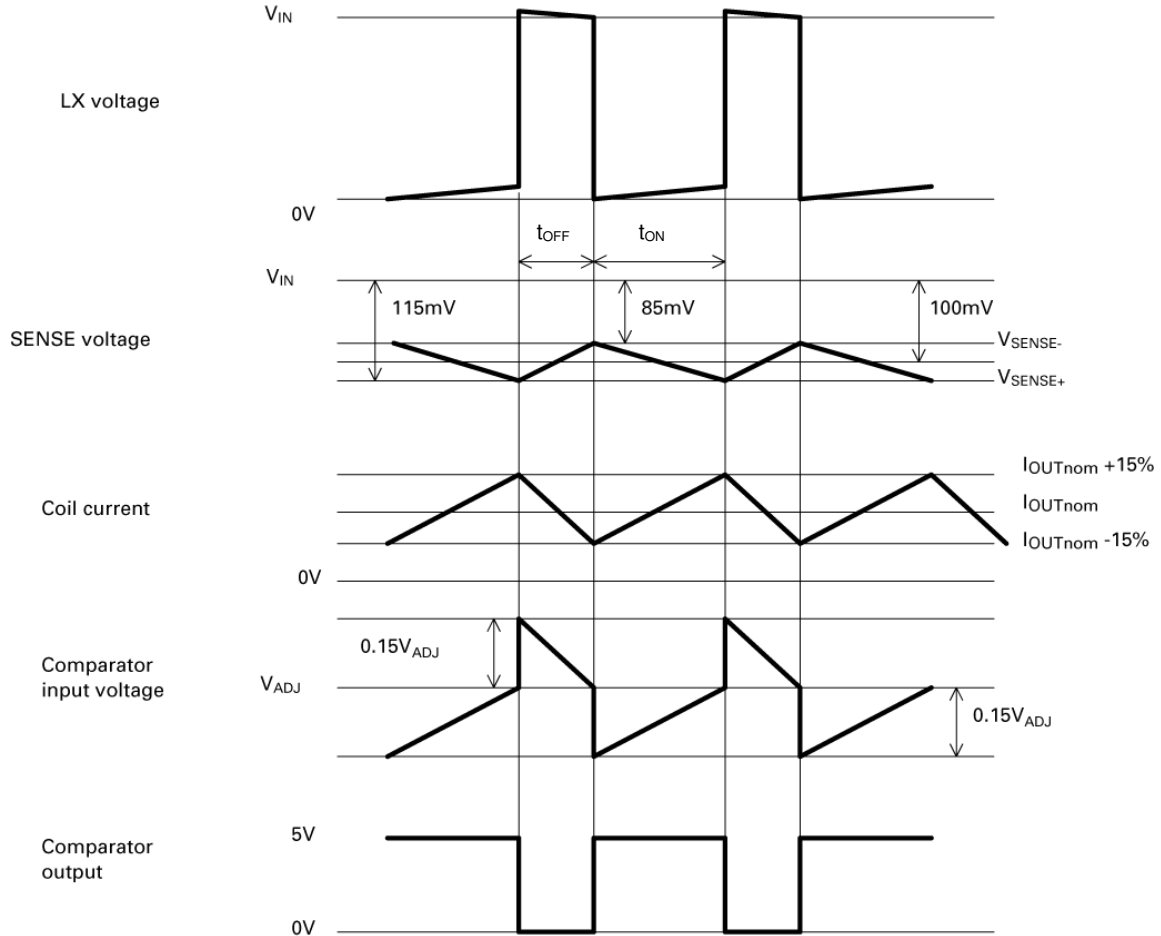 VIN
LX voltage
0V
tOFF
tON
VIN
115mV
85mV
100mV
SENSE voltage
VSENSE-
VSENSE+
IOUTnom +15%
Coil current
IOUTnom
IOUTnom -15%
0V
0.15VADJ
Comparator
input voltage
VADJ
0.15VADJ
5V
Comparator
output
0V